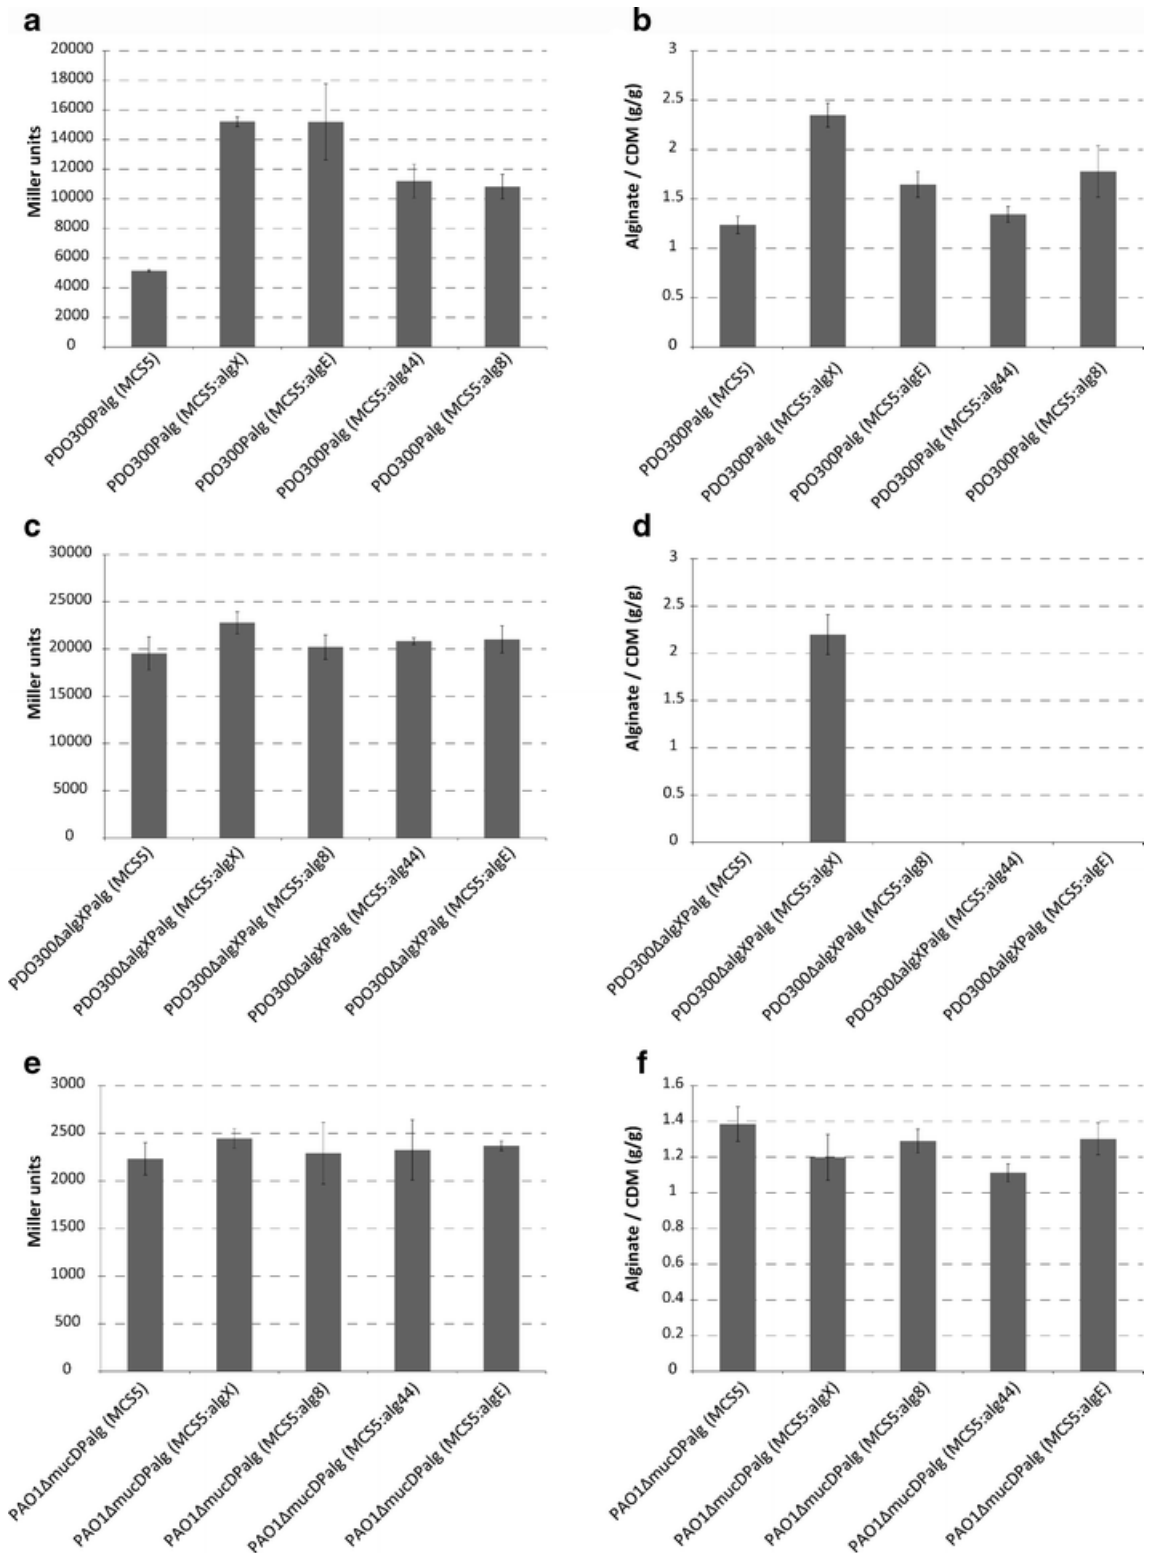 a
20000
18000
16000
14000
12000
10000
8000
6000
4000
2000
0
Miller units
PDO300Palg (MCS5)
PDO300Palg (MCS5:algX)
PDO300Palg (MCS5:algE)
PDO300Palg (MCS5:alg44)
PDO300Palg (MCS5:alg8)
b
3
2.5
2
1.5
1
0.5
0
Alginate / CDM (g/g)
PDO300Palg (MCS5)
PDO300Palg (MCS5:algX)
PDO300Palg (MCS5:algE)
PDO300Palg (MCS5:alg44)
PDO300Palg (MCS5:alg8)
c
30000
25000
20000
15000
10000
5000
0
Miller units
PDO300ΔalgXPalg (MCS5)
PDO300ΔalgXPalg (MCS5:algX)
PDO300ΔalgXPalg (MCS5:alg8)
PDO300ΔalgXPalg (MCS5:alg44)
PDO300ΔalgXPalg (MCS5:algE)
d
3
2.5
2
1.5
1
0.5
0
Alginate / CDM (g/g)
PDO300ΔalgXPalg (MCS5)
PDO300ΔalgXPalg (MCS5:algX)
PDO300ΔalgXPalg (MCS5:alg8)
PDO300ΔalgXPalg (MCS5:alg44)
PDO300ΔalgXPalg (MCS5:algE)
e
3000
2500
2000
1500
1000
500
0
Miller units
PAO1ΔmucDPalg (MCS5)
PAO1ΔmucDPalg (MCS5:algX)
PAO1ΔmucDPalg (MCS5:alg8)
PAO1ΔmucDPalg (MCS5:alg44)
PAO1ΔmucDPalg (MCS5:algE)
f
1.6
1.4
1.2
1
0.8
0.6
0.4
0.2
0
Alginate / CDM (g/g)
PAO1ΔmucDPalg (MCS5)
PAO1ΔmucDPalg (MCS5:algX)
PAO1ΔmucDPalg (MCS5:alg8)
PAO1ΔmucDPalg (MCS5:alg44)
PAO1ΔmucDPalg (MCS5:algE)